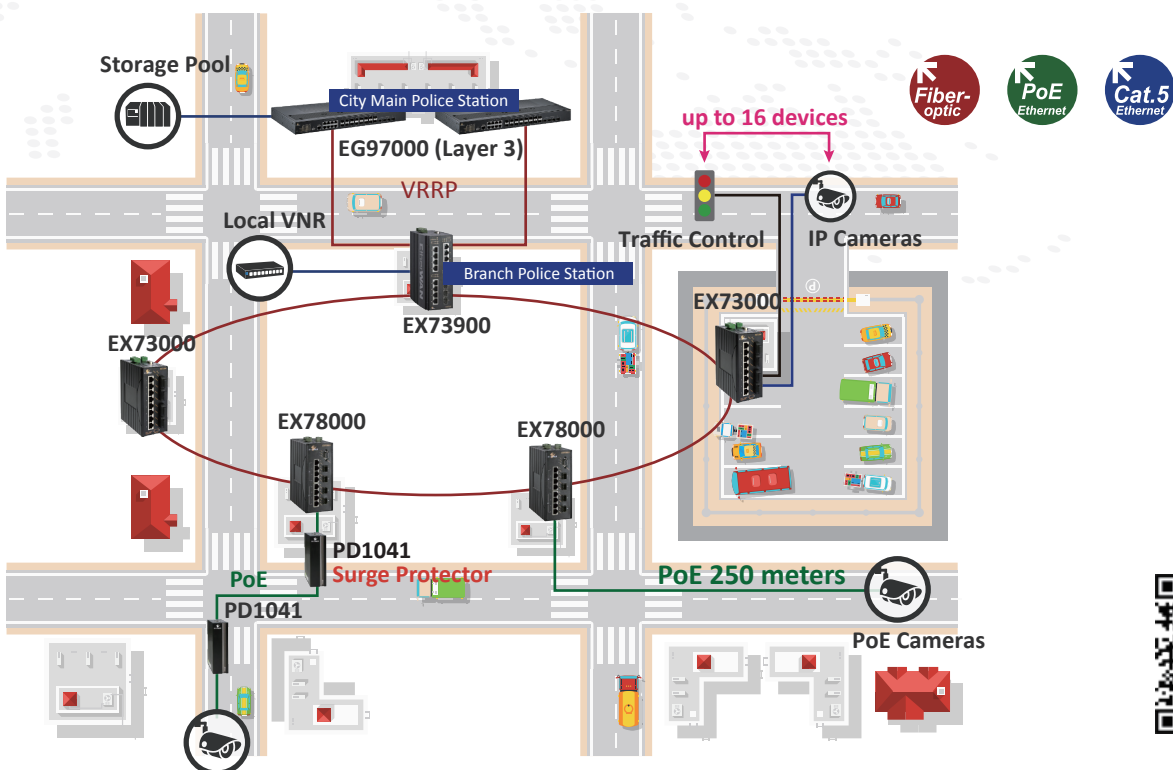 Storage Pool
City Main Police Station
EG97000 (Layer 3)
VRRP
Fiber-
optic
PoE
Ethernet
Cat.5
Ethernet
up to 16 devices
Traffic Control
IP Cameras
Local VNR
Branch Police Station
EX73900
EX73000
EX73000
P
EX78000
EX78000
PD1041
Surge Protector
PoE
PD1041
PoE 250 meters
PoE Cameras